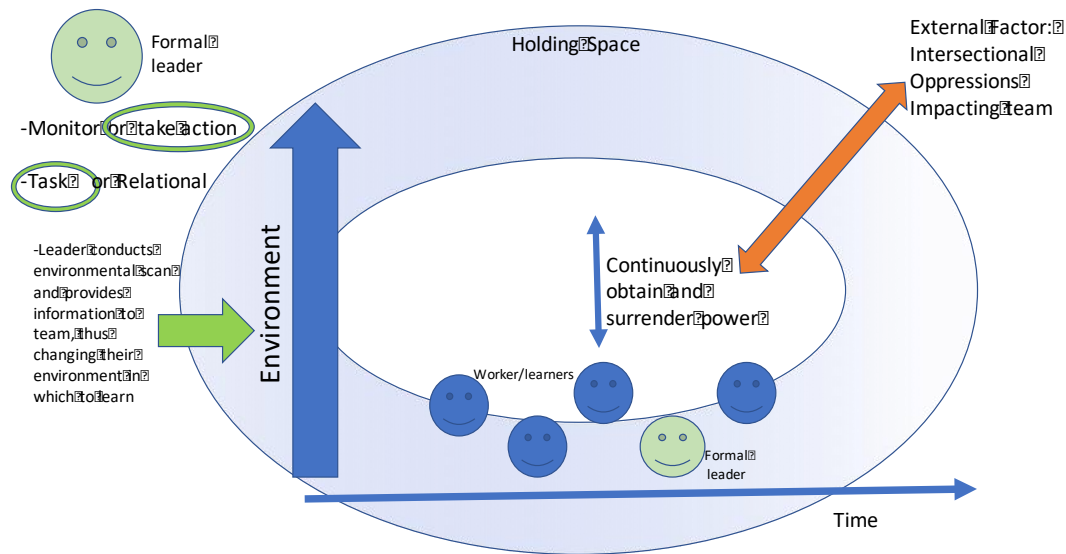 Formal
leader
-Monitor or take action
-Task or Relational
-Leader conducts
environmental scan
and provides
information to
team, thus
changing their
environment in
which to learn
Environment
Holding Space
External Factor:
Intersectional
Oppressions
Impacting team
Continuously
obtain and
surrender power
Worker/learners
Formal
leader
Time